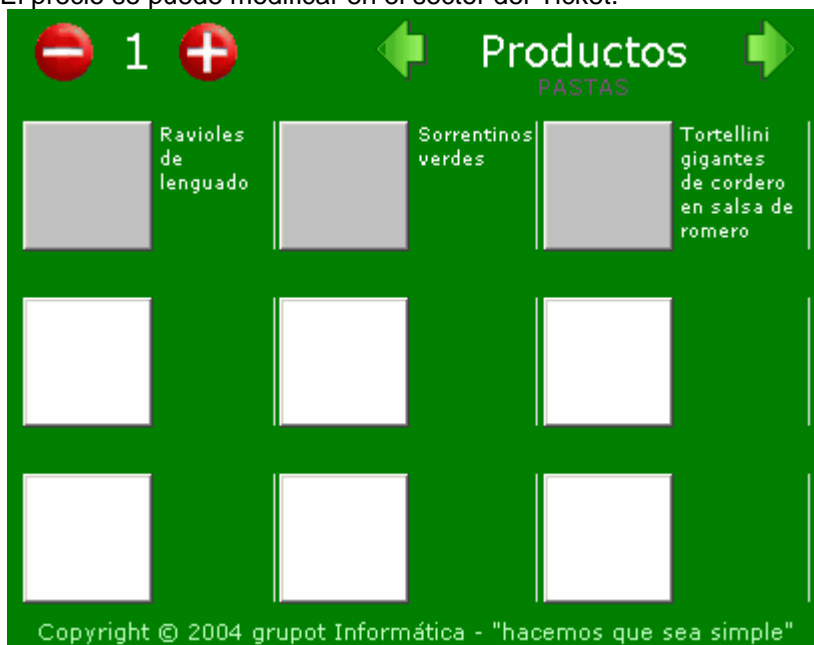 El precio se puede modificar en el sector del Ticket.
1
Productos
PASTAS
Ravioles
de
lenguado
Sorrentinos
verdes
Tortellini
gigantes
de cordero
en salsa de
romero
Copyright © 2004 grupot Informática - "hacemos que sea simple"